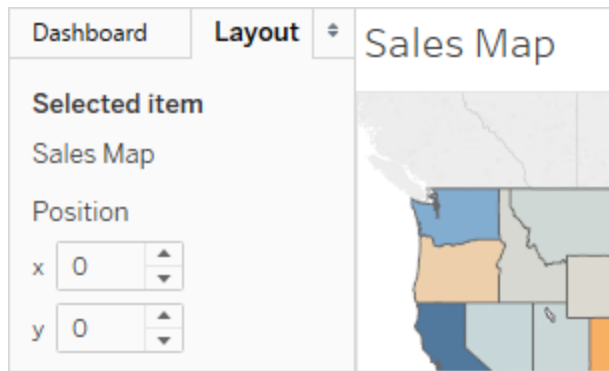 Dashboard
Layout
Sales Map
Selected item
Sales Map
Position
x 0
y 0